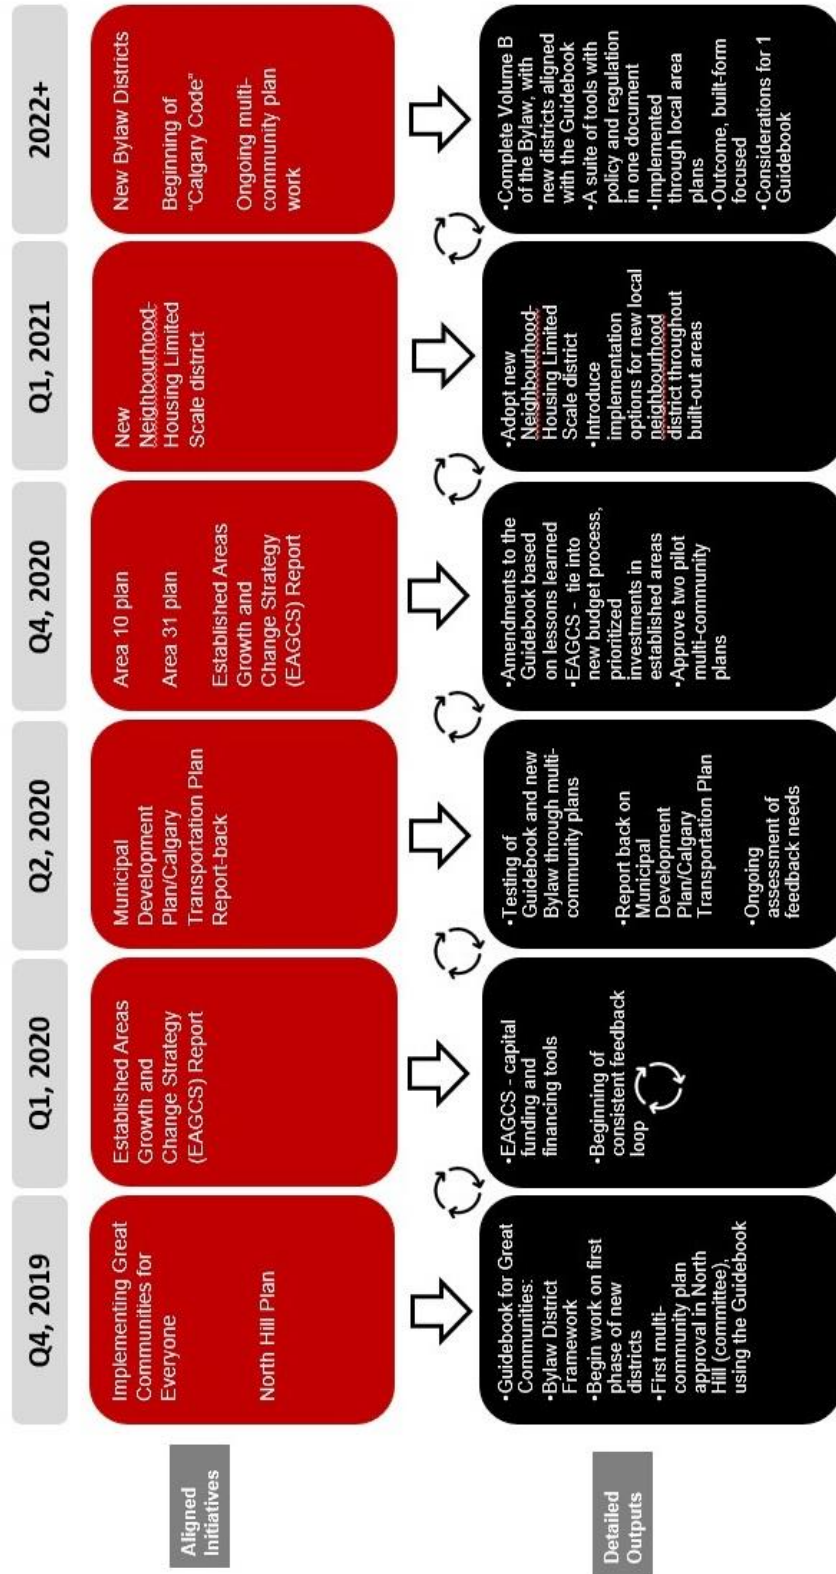 Q4, 2019
Q1, 2020
Q2, 2020
Q4, 2020
Q1, 2021
2022+
Aligned
Initiatives
Implementing Great
Communities for
Everyone
North Hill Plan
Established Areas
Growth and
Change Strategy
(EAGCS) Report
Municipal
Development
Plan/Calgary
Transportation Plan
Report-back
Area 10 plan
Area 31 plan
Established Areas
Growth and
Change Strategy
(EAGCS) Report
New
Neighbourhood-
Housing Limited
Scale district
New Bylaw Districts
Beginning of
“Calgary Code”
Ongoing multi-
community plan
work
Detailed
Outputs
•Guidebook for Great
Communities:
•Bylaw District
Framework
•Begin work on first
phase of new
districts
•First multi-
community plan
approval in North
Hill (committee),
using the Guidebook
•EAGCS - capital
funding and
financing tools
•Beginning of
consistent feedback
loop
•Testing of
Guidebook and new
Bylaw through multi-
community plans
•Report back on
Municipal
Development
Plan/Calgary
Transportation Plan
•Ongoing
assessment of
feedback needs
•Amendments to the
Guidebook based
on lessons learned
•EAGCS - tie into
new budget process,
prioritized
investments in
established areas
•Approve two pilot
multi-community
plans
•Adopt new
Neighbourhood-
Housing Limited
Scale district
•Introduce
implementation
options for new local
neighbourhood
district throughout
built-out areas
•Complete Volume B
of the Bylaw, with
new districts aligned
with the Guidebook
•A suite of tools with
policy and regulation
in one document
•Implemented
through local area
plans
•Outcome, built-form
focused
•Considerations for 1
Guidebook